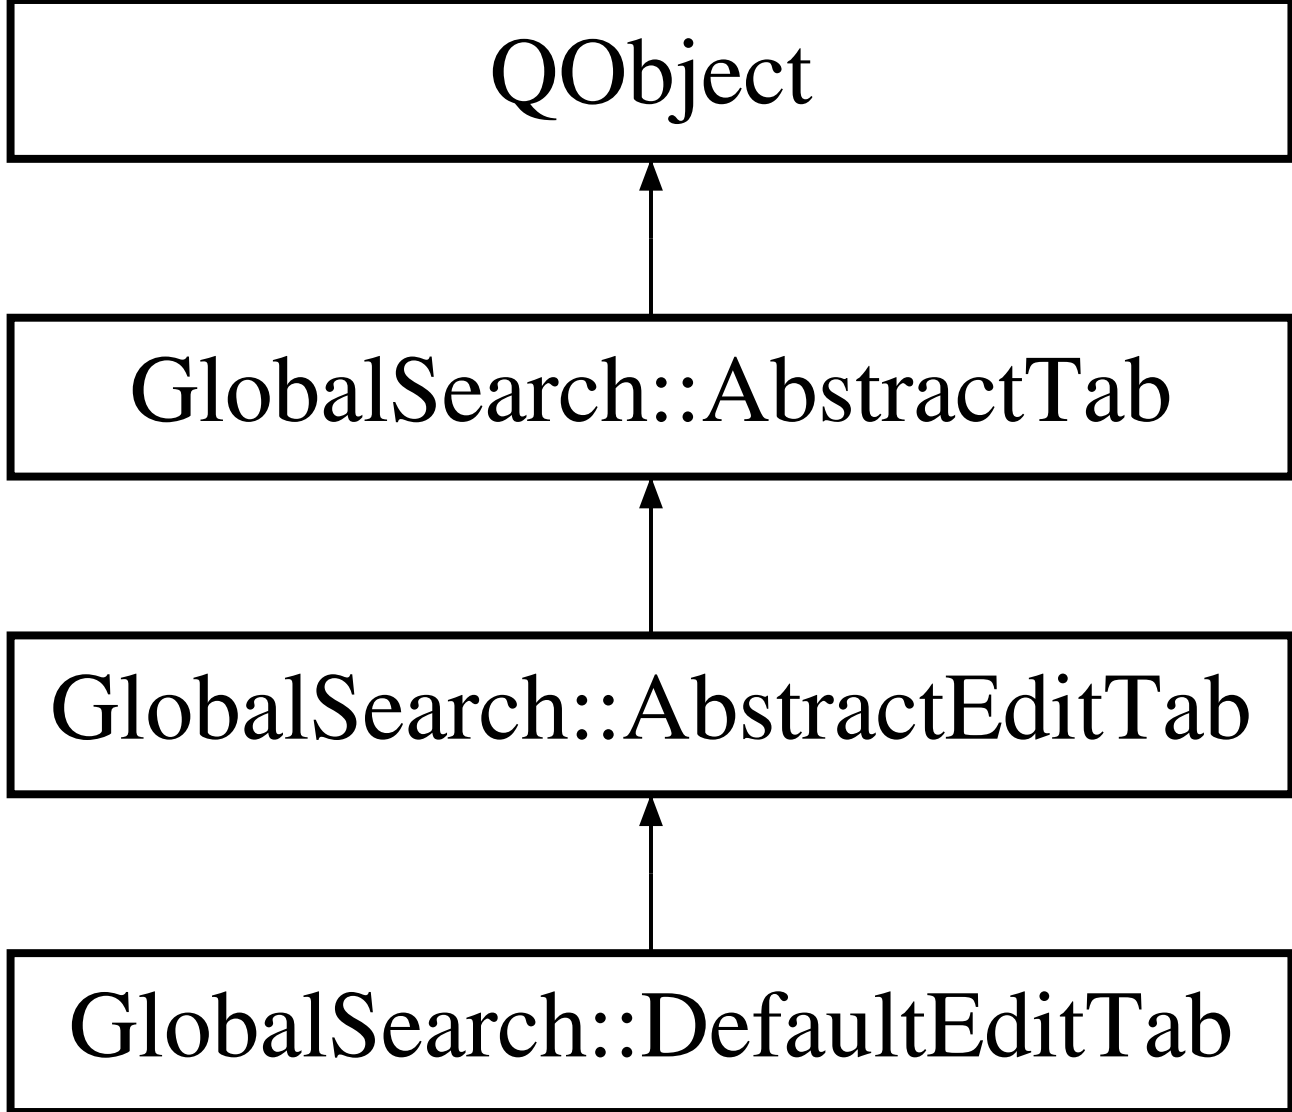 QObject
GlobalSearch::AbstractTab
GlobalSearch::AbstractEditTab
GlobalSearch::DefaultEditTab